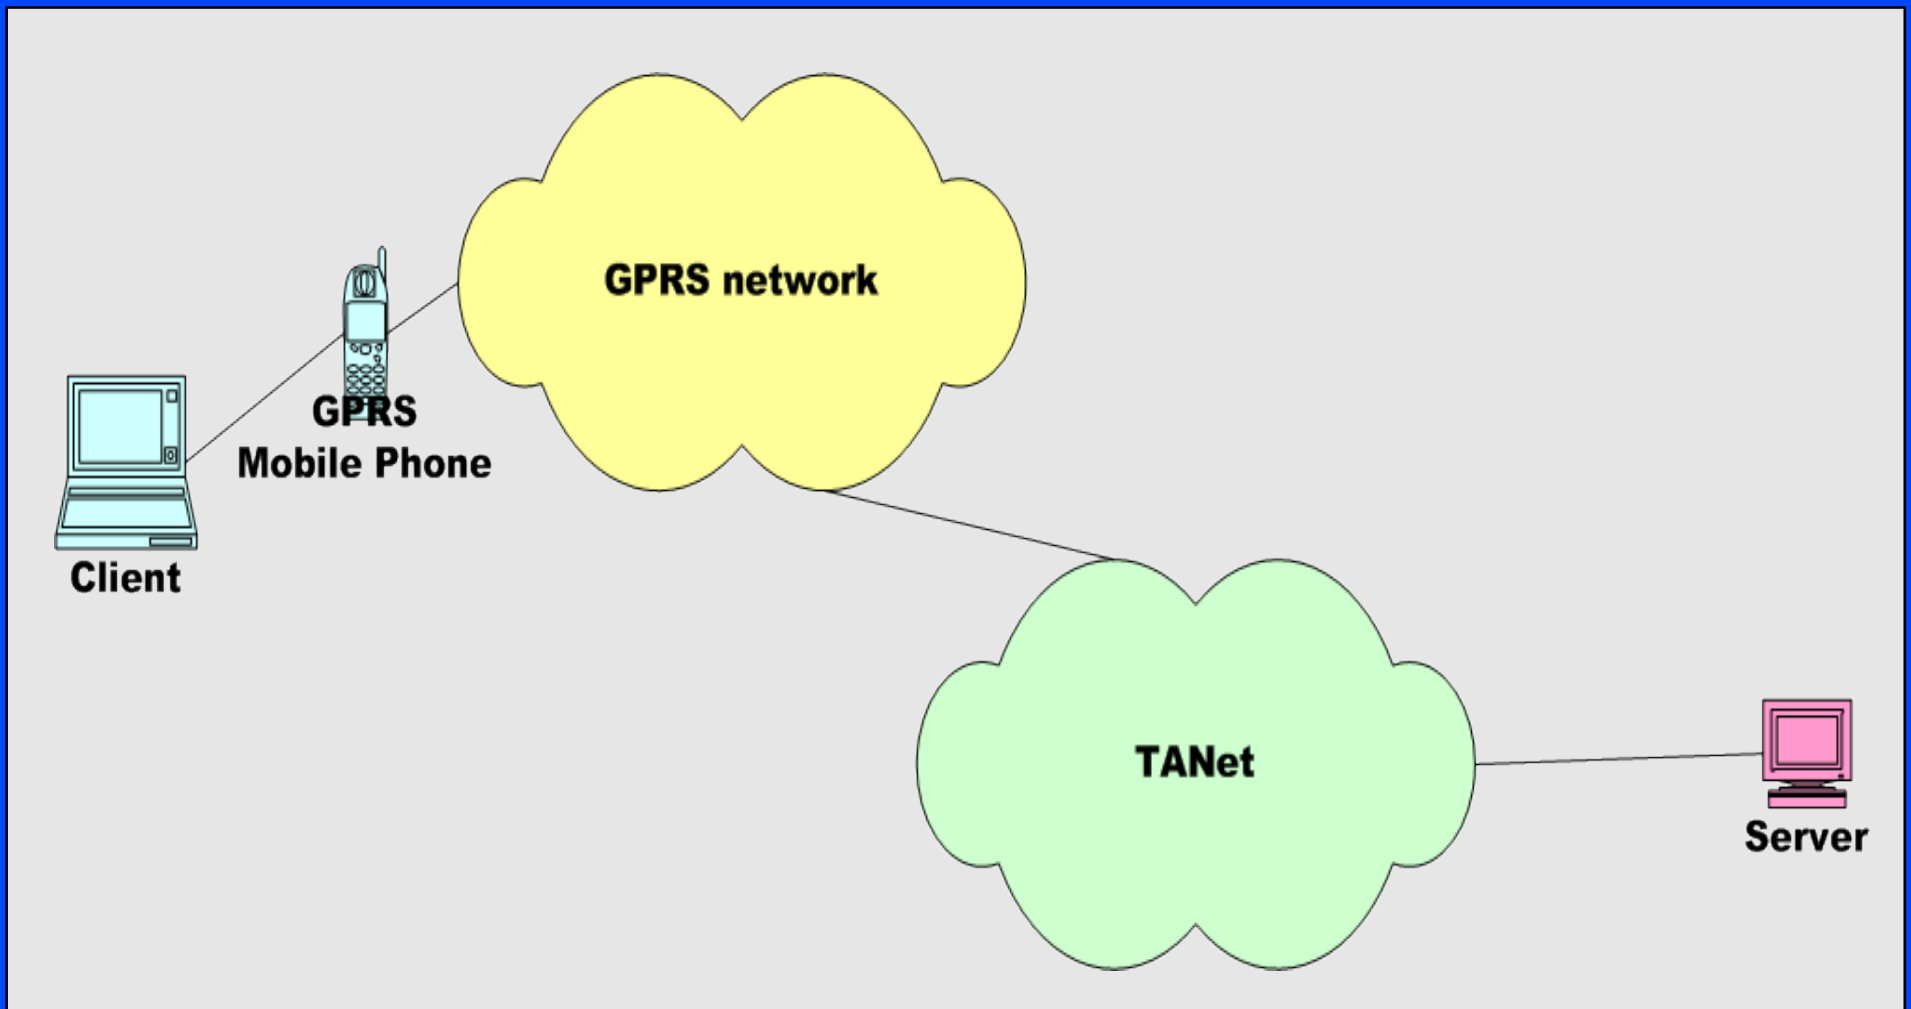 GPRS network
GPRS
Mobile Phone
Client
TANet
Server